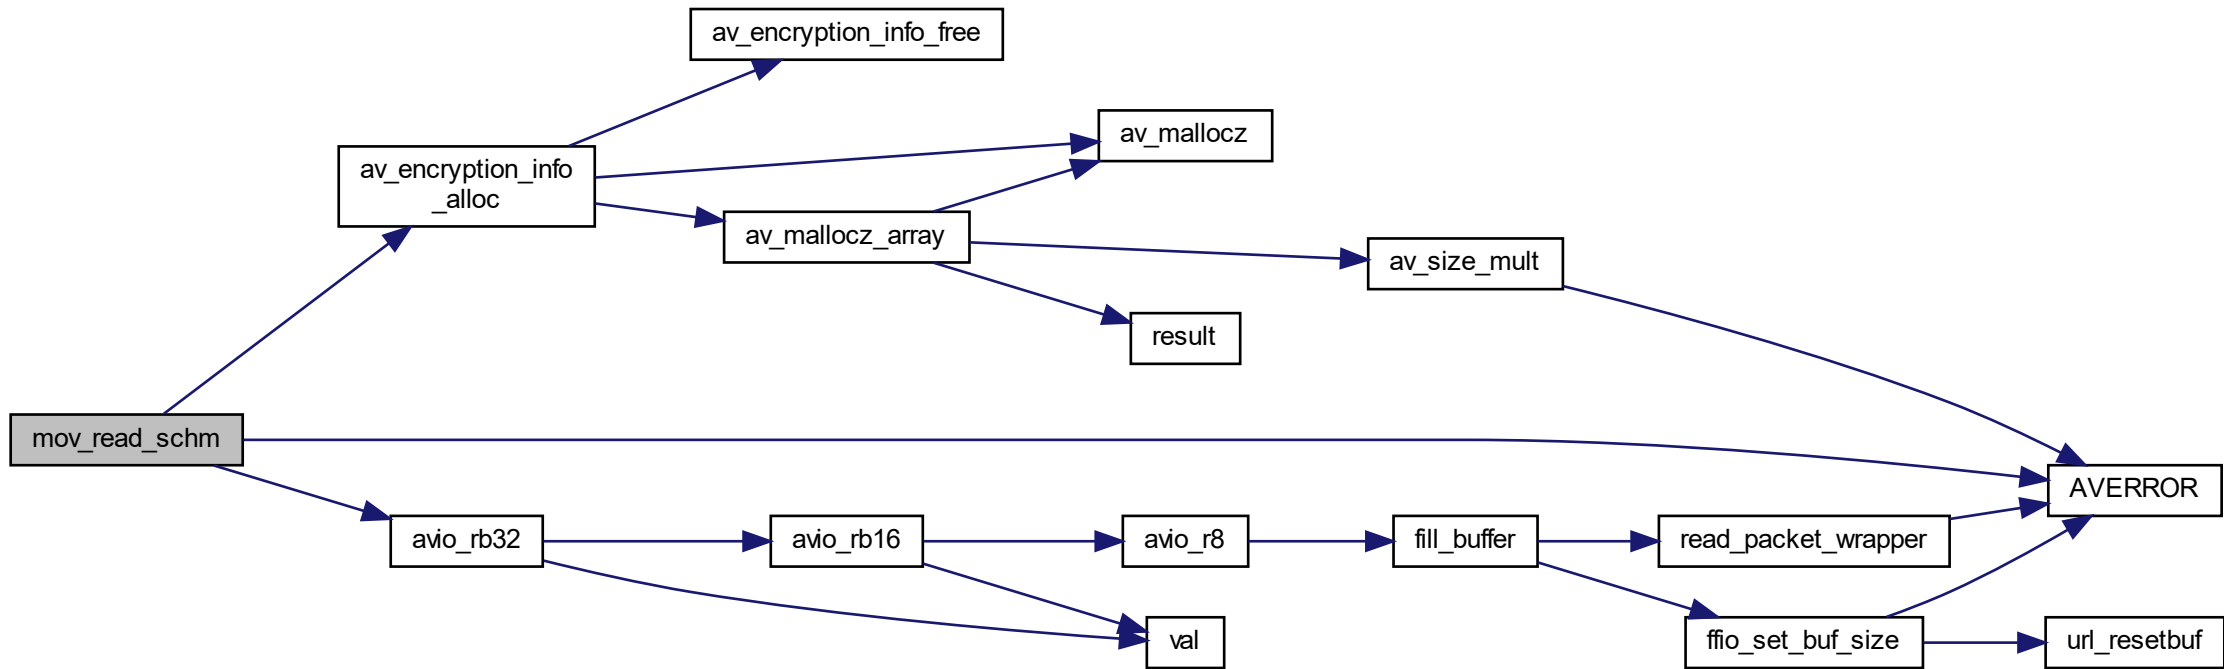 av_encryption_info_free
av_mallocz
av_encryption_info
_alloc
av_mallocz_array
av_size_mult
result
mov_read_schm
AVERROR
avio_rb32
avio_rb16
avio_r8
fill_buffer
read_packet_wrapper
val
ffio_set_buf_size
url_resetbuf